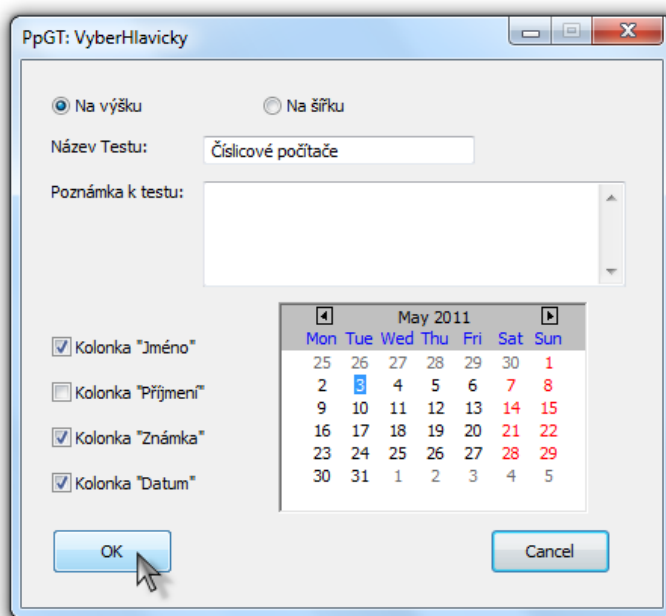 PpGT: VyberHlavicky
Na výšku Na šířku
Název Testu: Číslicové počítače
Poznámka k testu:
May 2011
Mon Tue Wed Thu Fri Sat Sun
25 26 27 28 29 30 1
2 3 4 5 6 7 8
9 10 11 12 13 14 15
16 17 18 19 20 21 22
23 24 25 26 27 28 29
30 31 1 2 3 4 5
Kolonka "Jméno"
Kolonka "Příjmení"
Kolonka "Známka"
Kolonka "Datum"
OK Cancel